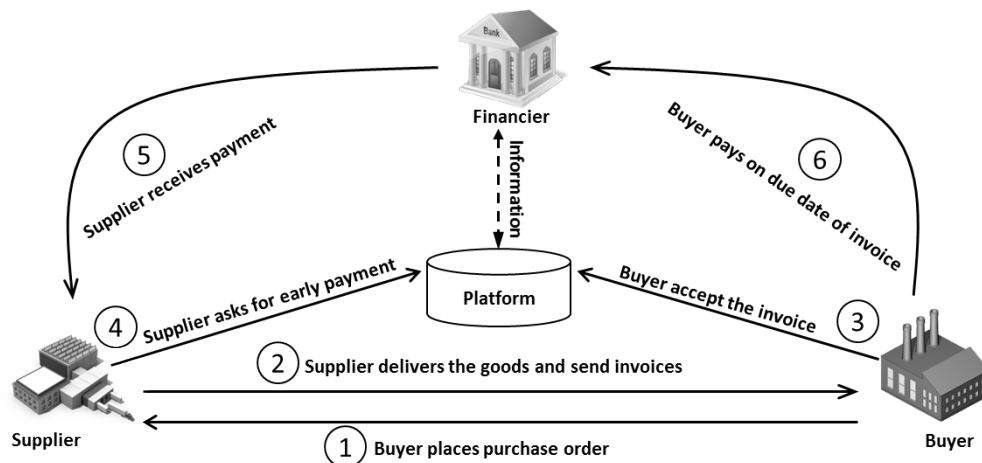 Bank
Financier
5
Supplier receives payment
Information
6
Buyer pays on due date of invoice
Platform
4
Supplier asks for early payment
Buyer accept the invoice
3
2
Supplier delivers the goods and send invoices
Supplier
1
Buyer places purchase order
Buyer